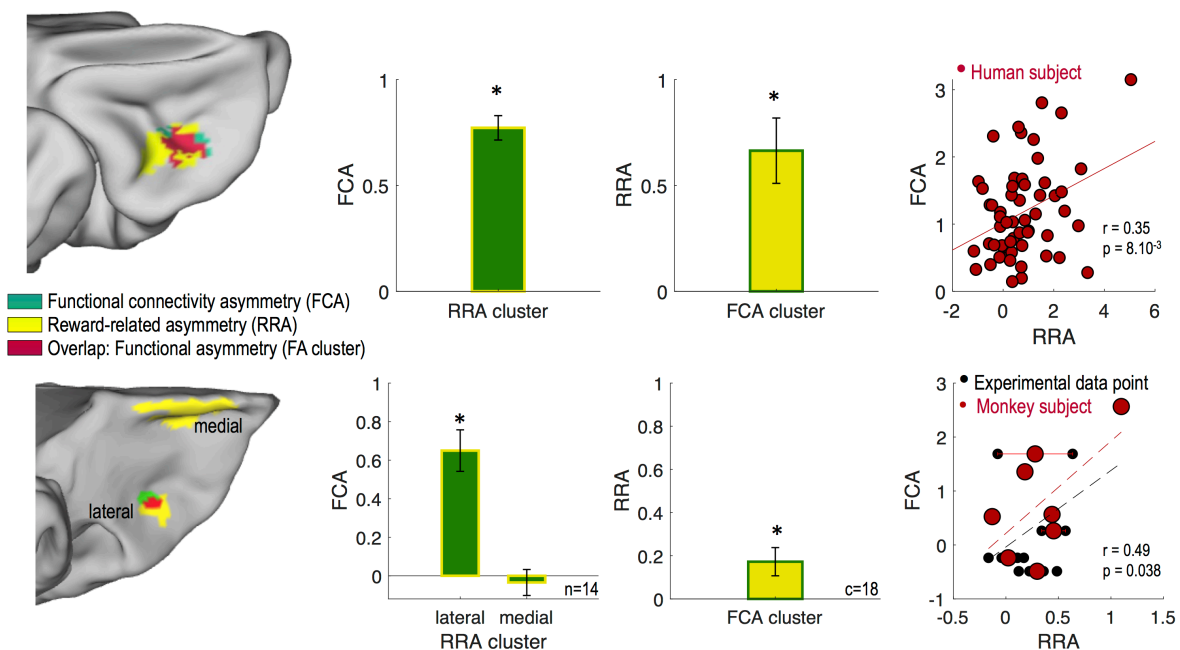 1
*
FCA
0.5
0
RRA cluster
1
*
RRA
0.5
0
FCA cluster
Human subject
3
FCA
2
1
0
r = 0.35
p = 8.10-3
-2 0 2 4 6
RRA
Functional connectivity asymmetry (FCA)
Reward-related asymmetry (RRA)
Overlap: Functional asymmetry (FA cluster)
medial
lateral
1
0.8
*
0.6
FCA
0.4
0.2
0
n=14
lateral medial
RRA cluster
1
0.8
0.6
RRA
0.4
*
0.2
0
c=18
FCA cluster
3
Experimental data point
Monkey subject
2
FCA
1
0
r = 0.49
p = 0.038
-1
-0.5 0 0.5 1 1.5
RRA